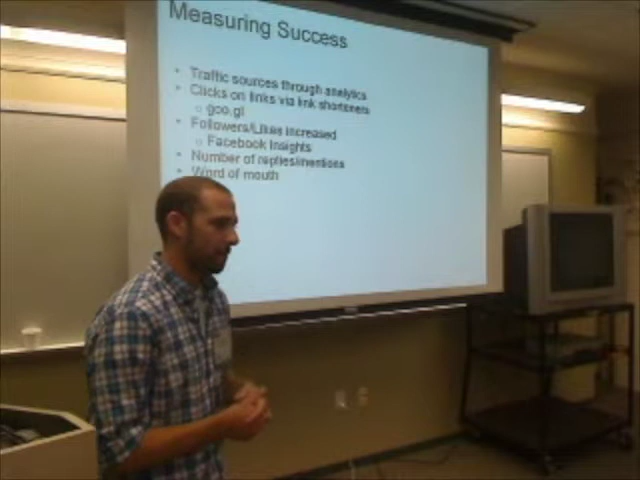 Measuring Success
• Traffic sources through analytics
• Clicks on links via link shorteners
○ goo.gl
• Followers/Likes increased
○ Facebook Insights
• Number of replies/mentions
• Word of mouth